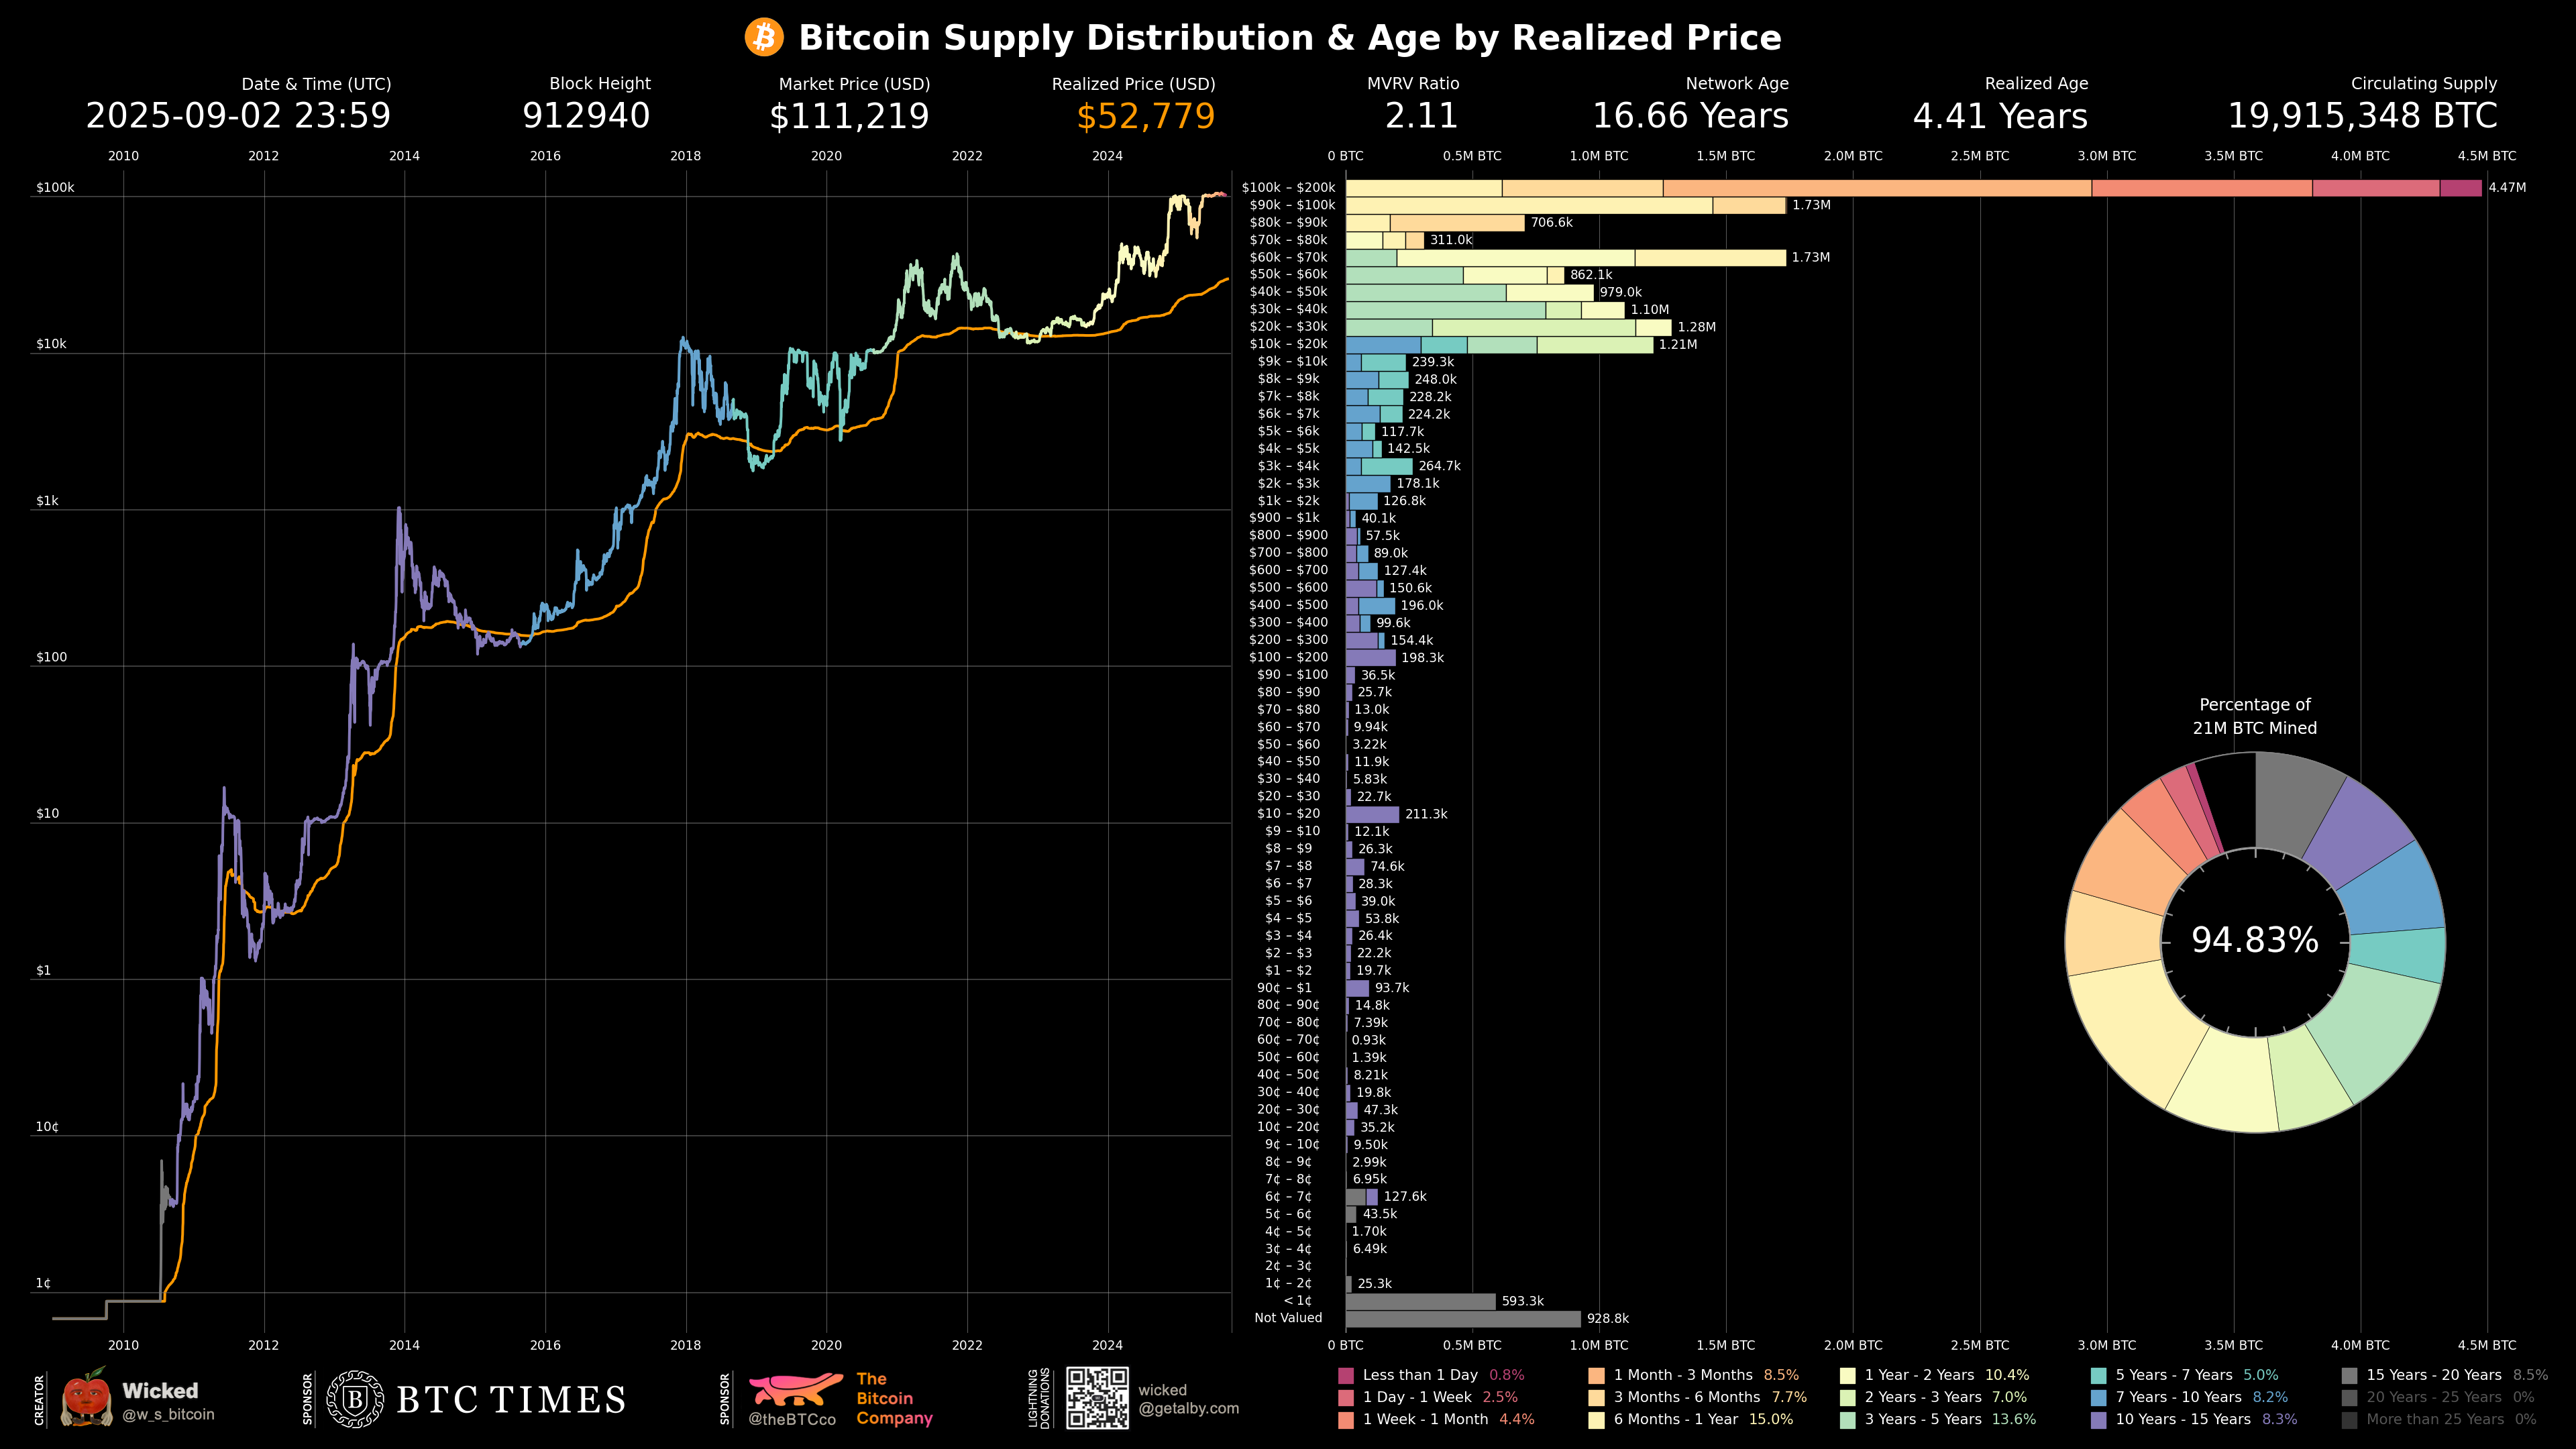 Bitcoin Supply Distribution & Age by Realized Price
Date & Time (UTC)
2025-09-02 23:59
Block Height
912940
Market Price (USD)
$111,219
Realized Price (USD)
$52,779
MVRV Ratio
2.11
Network Age
16.66 Years
Realized Age
4.41 Years
Circulating Supply
19,915,348 BTC
2010 2012 2014 2016 2018 2020 2022 2024
$100k
$10k
$1k
$100
$10
$1
10¢
1¢
2010 2012 2014 2016 2018 2020 2022 2024
0 BTC 0.5M BTC 1.0M BTC 1.5M BTC 2.0M BTC 2.5M BTC 3.0M BTC 3.5M BTC 4.0M BTC 4.5M BTC
$100k – $200k 4.47M
$90k – $100k 1.73M
$80k – $90k 706.6k
$70k – $80k 311.0k
$60k – $70k 1.73M
$50k – $60k 862.1k
$40k – $50k 979.0k
$30k – $40k 1.10M
$20k – $30k 1.28M
$10k – $20k 1.21M
$9k – $10k 239.3k
$8k – $9k 248.0k
$7k – $8k 228.2k
$6k – $7k 224.2k
$5k – $6k 117.7k
$4k – $5k 142.5k
$3k – $4k 264.7k
$2k – $3k 178.1k
$1k – $2k 126.8k
$900 – $1k 40.1k
$800 – $900 57.5k
$700 – $800 89.0k
$600 – $700 127.4k
$500 – $600 150.6k
$400 – $500 196.0k
$300 – $400 99.6k
$200 – $300 154.4k
$100 – $200 198.3k
$90 – $100 36.5k
$80 – $90 25.7k
$70 – $80 13.0k
$60 – $70 9.94k
$50 – $60 3.22k
$40 – $50 11.9k
$30 – $40 5.83k
$20 – $30 22.7k
$10 – $20 211.3k
$9 – $10 12.1k
$8 – $9 26.3k
$7 – $8 74.6k
$6 – $7 28.3k
$5 – $6 39.0k
$4 – $5 53.8k
$3 – $4 26.4k
$2 – $3 22.2k
$1 – $2 19.7k
90¢ – $1 93.7k
80¢ – 90¢ 14.8k
70¢ – 80¢ 7.39k
60¢ – 70¢ 0.93k
50¢ – 60¢ 1.39k
40¢ – 50¢ 8.21k
30¢ – 40¢ 19.8k
20¢ – 30¢ 47.3k
10¢ – 20¢ 35.2k
9¢ – 10¢ 9.50k
8¢ – 9¢ 2.99k
7¢ – 8¢ 6.95k
6¢ – 7¢ 127.6k
5¢ – 6¢ 43.5k
4¢ – 5¢ 1.70k
3¢ – 4¢ 6.49k
2¢ – 3¢
1¢ – 2¢ 25.3k
< 1¢ 593.3k
Not Valued 928.8k
0 BTC 0.5M BTC 1.0M BTC 1.5M BTC 2.0M BTC 2.5M BTC 3.0M BTC 3.5M BTC 4.0M BTC 4.5M BTC
Percentage of
21M BTC Mined
94.83%
CREATOR
Wicked
@w_s_bitcoin
SPONSOR
BTC TIMES
SPONSOR
@theBTCco
The
Bitcoin
Company
LIGHTNING
DONATIONS
wicked
@getalby.com
Less than 1 Day 0.8%
1 Day - 1 Week 2.5%
1 Week - 1 Month 4.4%
1 Month - 3 Months 8.5%
3 Months - 6 Months 7.7%
6 Months - 1 Year 15.0%
1 Year - 2 Years 10.4%
2 Years - 3 Years 7.0%
3 Years - 5 Years 13.6%
5 Years - 7 Years 5.0%
7 Years - 10 Years 8.2%
10 Years - 15 Years 8.3%
15 Years - 20 Years 8.5%
20 Years - 25 Years 0%
More than 25 Years 0%